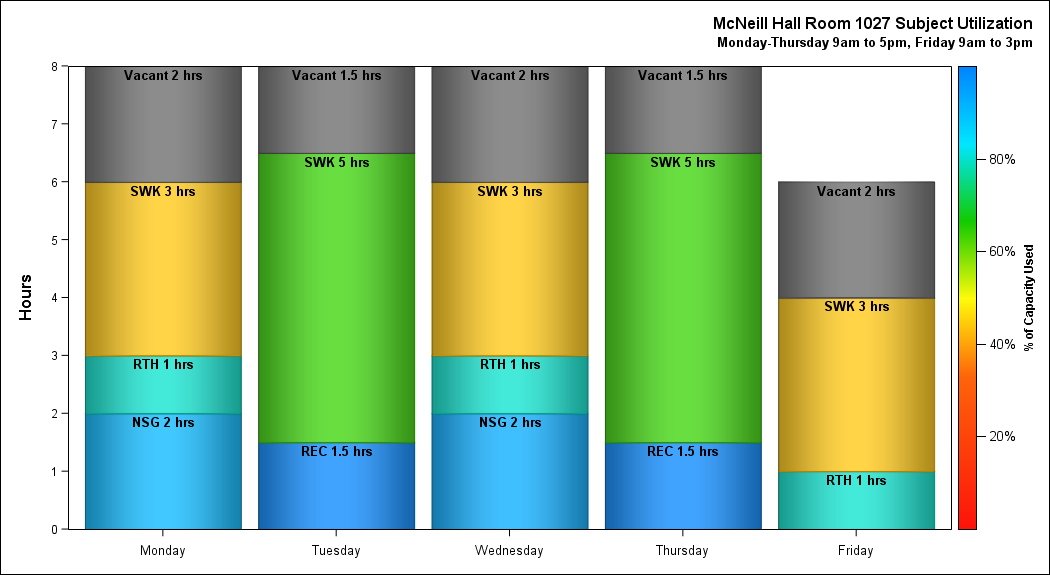 McNeill Hall Room 1027 Subject Utilization
Monday-Thursday 9am to 5pm, Friday 9am to 3pm
Hours
8
7
6
5
4
3
2
1
0
Vacant 2 hrs
SWK 3 hrs
RTH 1 hrs
NSG 2 hrs
Vacant 1.5 hrs
SWK 5 hrs
REC 1.5 hrs
Vacant 2 hrs
SWK 3 hrs
RTH 1 hrs
NSG 2 hrs
Vacant 1.5 hrs
SWK 5 hrs
REC 1.5 hrs
Vacant 2 hrs
SWK 3 hrs
RTH 1 hrs
Monday
Tuesday
Wednesday
Thursday
Friday
80%
60%
40%
20%
% of Capacity Used